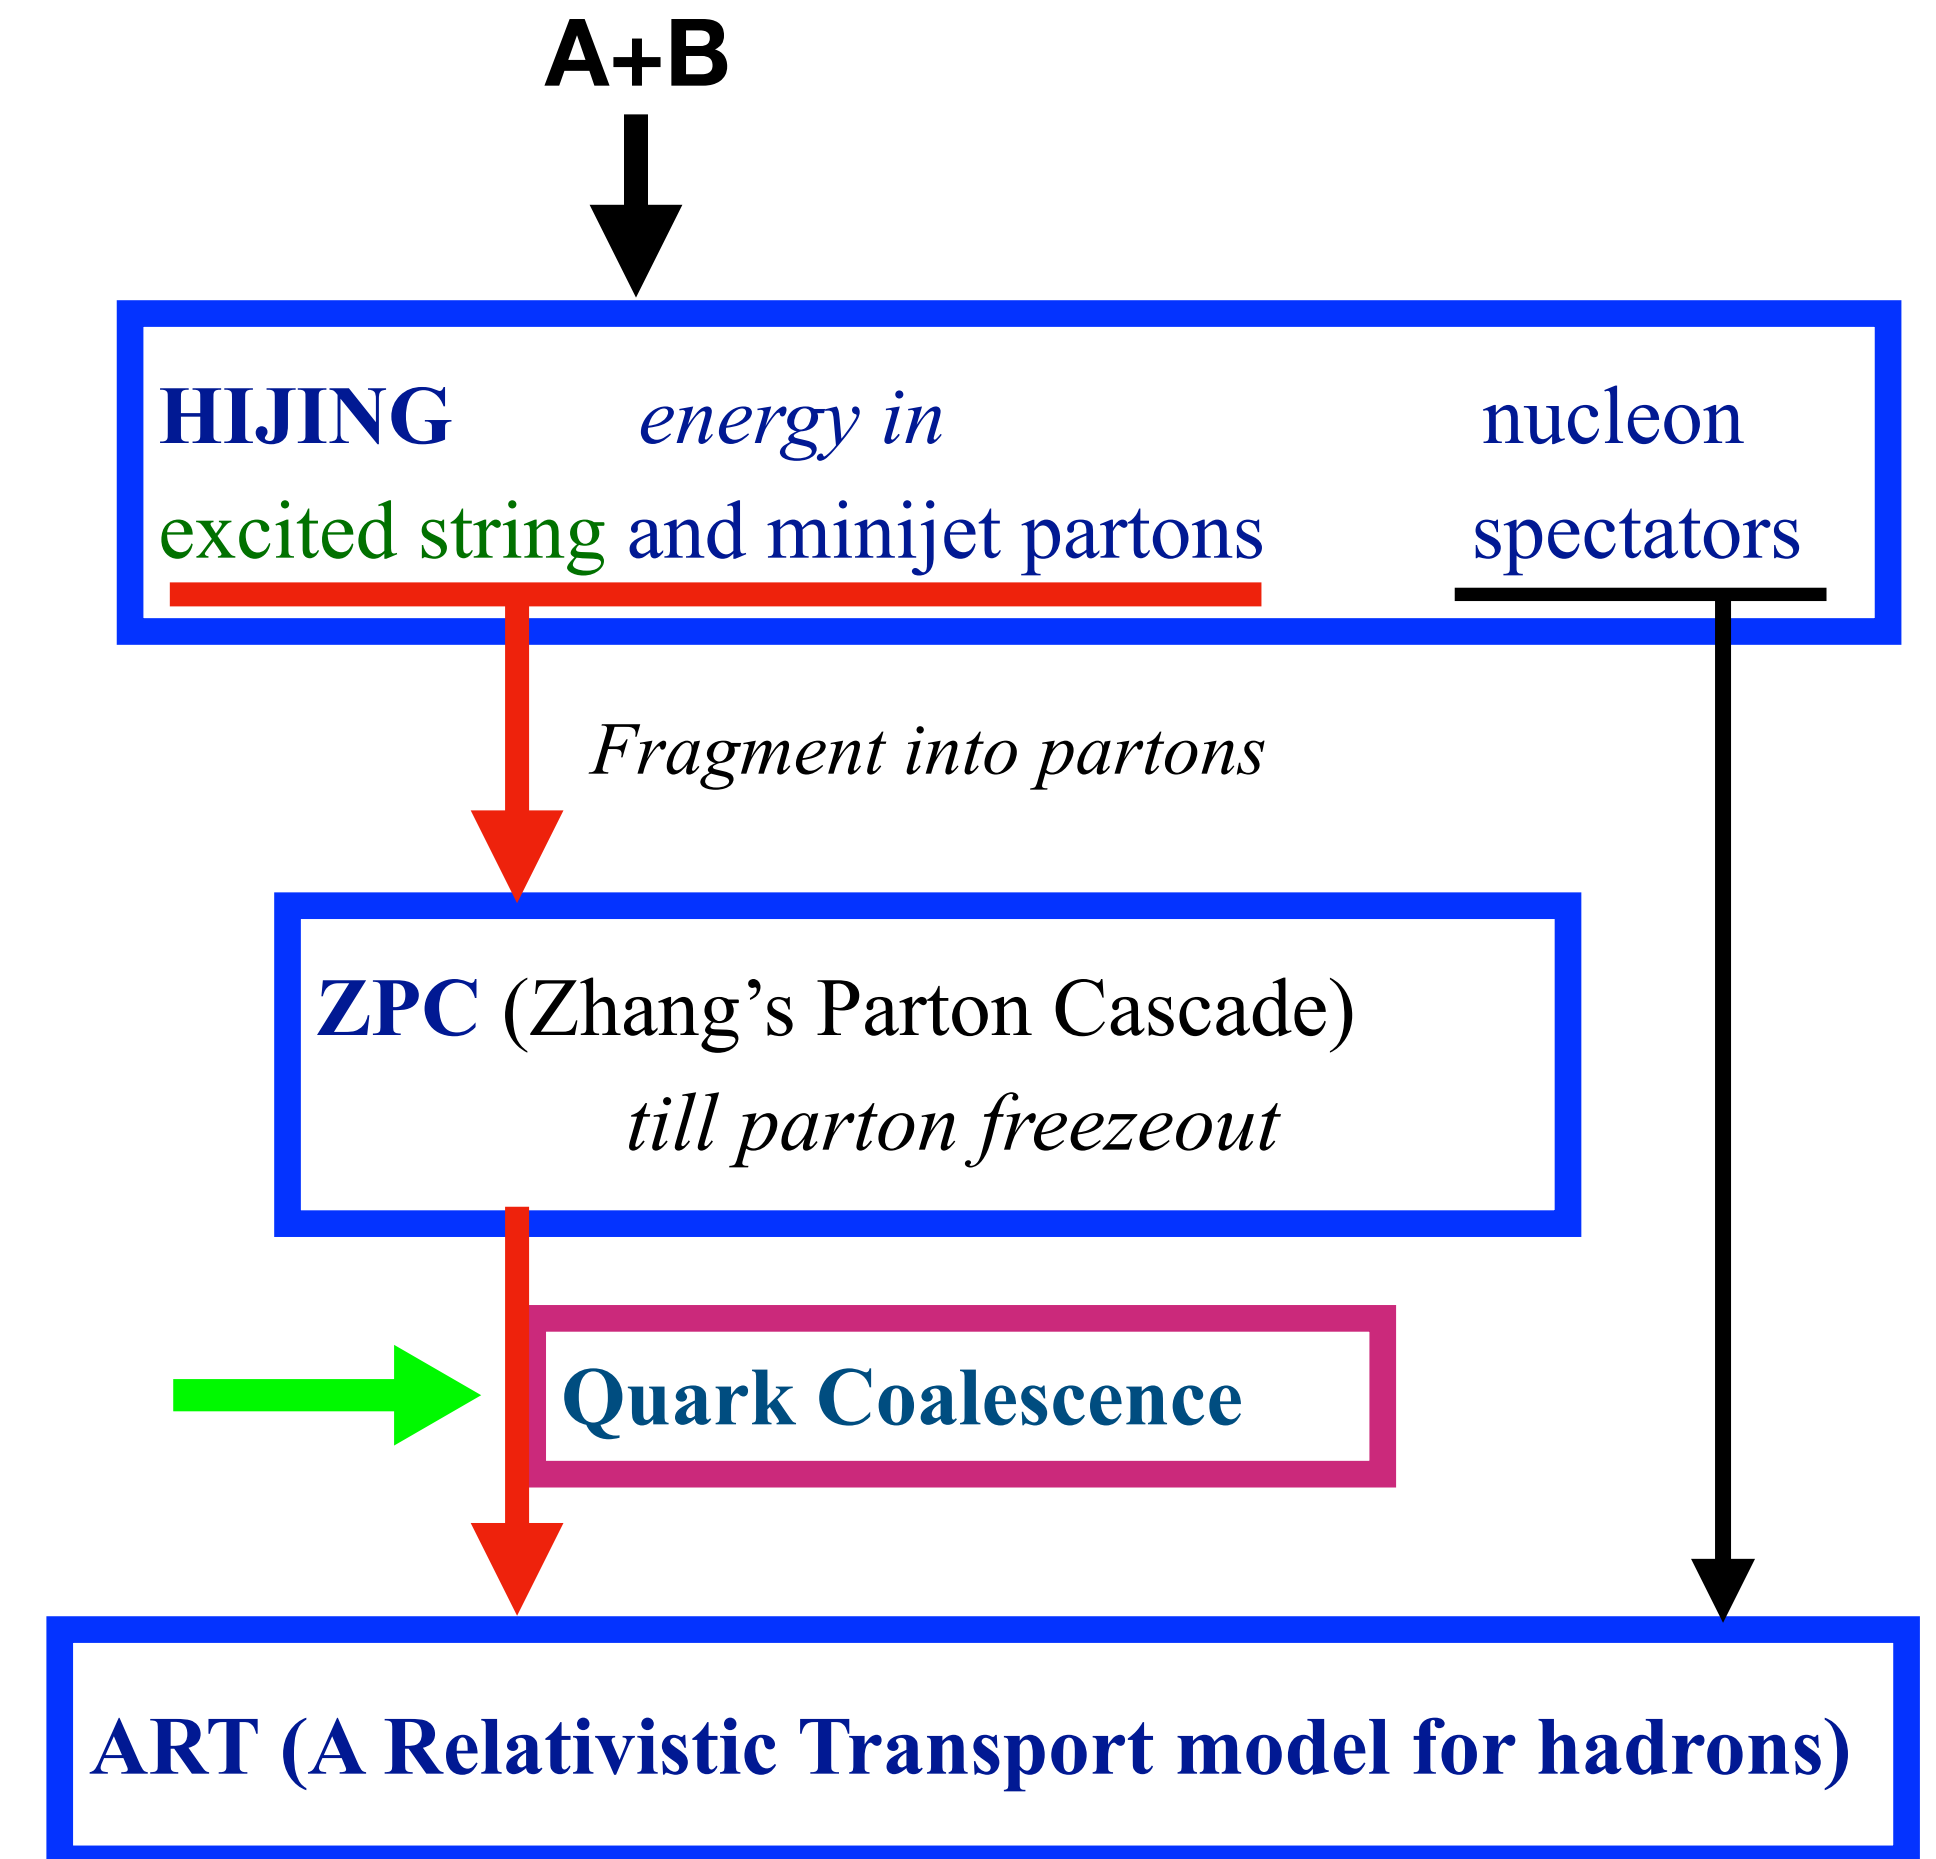 A+B
HIJING energy in nucleon
excited string and minijet partons spectators
Fragment into partons
ZPC (Zhang’s Parton Cascade)
till parton freezeout
Quark Coalescence
ART (A Relativistic Transport model for hadrons)